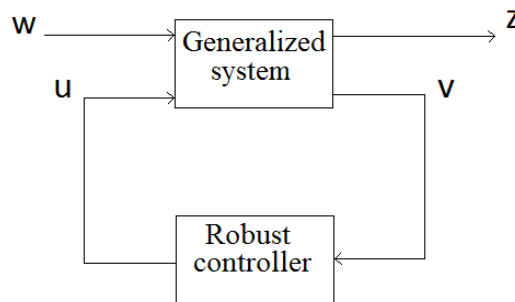 w
z
Generalized
system
u
v
Robust
controller